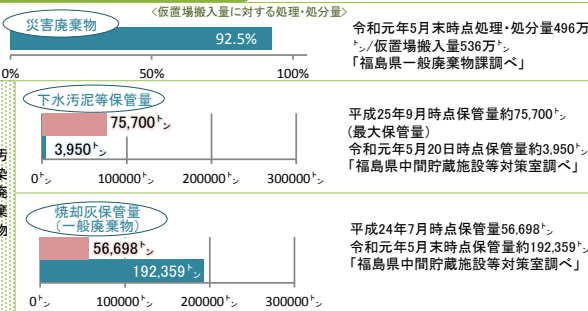 <仮置場搬入量に対する処理・処分量>
災害廃棄物
92.5%
0%
50%
100%
令和元年5月末時点処理・処分量496万
トン/仮置場搬入量536万トン
「福島県一般廃棄物課調べ」
汚染廃棄物
下水汚泥等保管量
75,700トン
3,950トン
0トン
100000トン
200000トン
300000トン
平成25年9月時点保管量約75,700トン
(最大保管量)
令和元年5月20日時点保管量約3,950トン
「福島県中間貯蔵施設等対策室調べ」
焼却灰保管量
(一般廃棄物)
56,698トン
192,359トン
0トン
100000トン
200000トン
300000トン
平成24年7月時点保管量56,698トン
令和元年5月末時点保管量約192,359トン
「福島県中間貯蔵施設等対策室調べ」